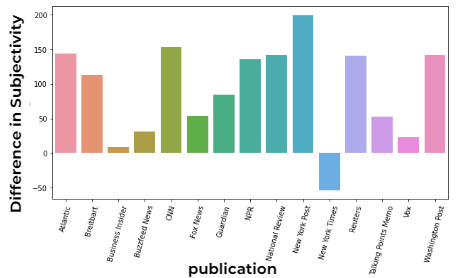 Difference in Subjectivity
200
150
100
50
0
−50
Atlantic
Breitbart
Business Insider
Buzzfeed News
CNN
Fox News
Guardian
NPR
National Review
New York Post
New York Times
Reuters
Talking Points Memo
Vox
Washington Post
publication